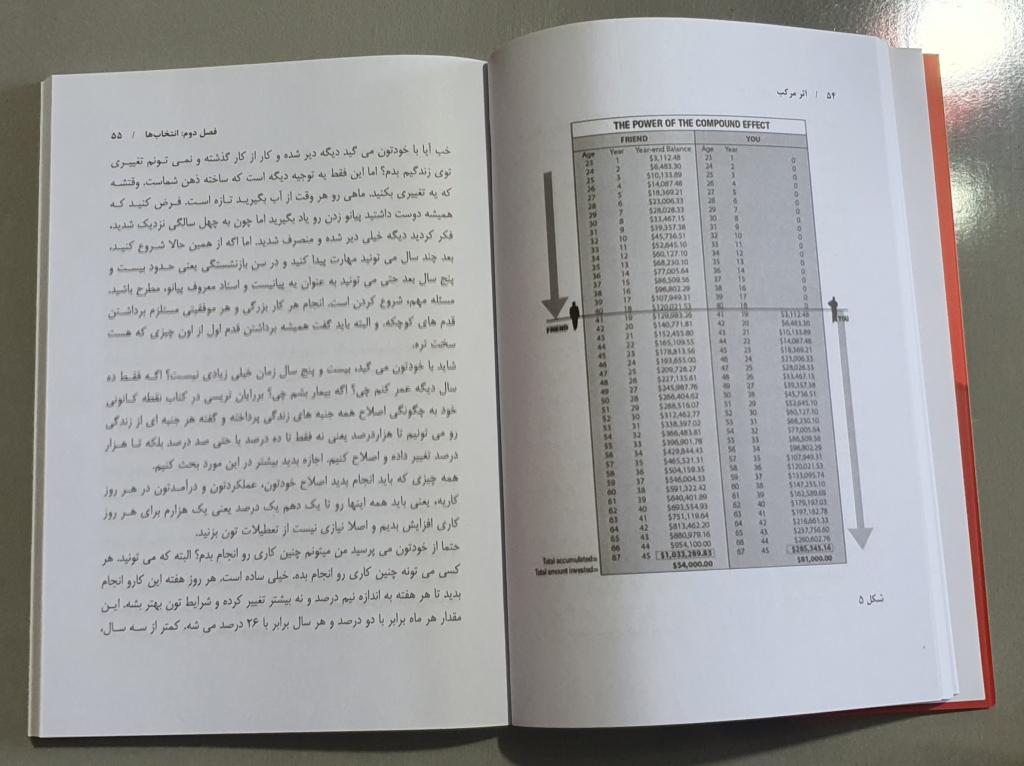 ۵۴ / اثر مرکب
THE POWER OF THE COMPOUND EFFECT
FRIEND YOU
Age Year Year-end Balance Age Year
23 1 $3,112.48 23 1 0
24 2 $6,483.30 24 2 0
25 3 $10,133.89 25 3 0
26 4 $14,087.48 26 4 0
27 5 $18,369.21 27 5 0
28 6 $23,006.33 28 6 0
29 7 $28,028.33 29 7 0
30 8 $33,467.15 30 8 0
31 9 $39,357.38 31 9 0
32 10 $45,736.51 32 10 0
33 11 $52,645.10 33 11 0
34 12 $60,127.10 34 12 0
35 13 $68,230.10 35 13 0
36 14 $77,005.64 36 14 0
37 15 $86,509.56 37 15 0
38 16 $96,802.29 38 16 0
39 17 $107,949.31 39 17 0
40 18 $120,021.53 40 18 0
41 19 $129,983.26 41 19 $3,112.48
42 20 $140,771.81 42 20 $6,483.30
43 21 $152,455.80 43 21 $10,133.89
44 22 $165,109.55 44 22 $14,087.48
45 23 $178,813.56 45 23 $18,369.21
46 24 $193,655.00 46 24 $23,006.33
47 25 $209,728.27 47 25 $28,028.33
48 26 $227,135.61 48 26 $33,467.15
49 27 $245,987.76 49 27 $39,357.38
50 28 $266,404.62 50 28 $45,736.51
51 29 $288,516.07 51 29 $52,645.10
52 30 $312,462.77 52 30 $60,127.10
53 31 $338,397.02 53 31 $68,230.10
54 32 $366,483.81 54 32 $77,005.64
55 33 $396,901.78 55 33 $86,509.38
56 34 $429,844.43 56 34 $96,802.29
57 35 $465,521.31 57 35 $107,949.31
58 36 $504,159.35 58 36 $120,021.53
59 37 $546,004.33 59 37 $133,095.74
60 38 $591,322.42 60 38 $147,255.10
61 39 $640,401.89 61 39 $162,589.69
62 40 $693,554.93 62 40 $179,197.03
63 41 $751,119.64 63 41 $197,182.78
64 42 $813,462.20 64 42 $216,661.33
65 43 $880,979.16 65 43 $237,756.60
66 44 $954,100.00 66 44 $260,602.76
67 45 $1,033,289.83 67 45 $285,343.14
FRIEND
YOU
Total accumulated=
Total amount invested= $54,000.00 $81,000.00
شکل ۵
فصل دوم: انتخاب‌ها / ۵۵
خب آیا با خودتون می گید دیگه دیر شده و کار از کار گذشته و نمی تونم تغییری
توی زندگیم بدم؟ اما این فقط یه توجیه دیگه است که ساخته ذهن شماست. وقتشه
که یه تغییری بکنید. ماهی رو هر وقت از آب بگیرید تازه است. فرض کنید که
همیشه دوست داشتید پیانو زدن رو یاد بگیرید اما چون به چهل سالگی نزدیک شدید،
فکر کردید دیگه خیلی دیر شده و منصرف شدید. اما اگه از همین حالا شروع کنید،
بعد چند سال می تونید مهارت پیدا کنید و در سن بازنشستگی یعنی حدود بیست و
پنج سال بعد حتی می تونید به عنوان یه پیانیست و استاد معروف پیانو، مطرح باشید.
مسئله مهم، شروع کردن است. انجام هر کار بزرگی و هر موفقیتی مستلزم برداشتن
قدم های کوچکه. و البته باید گفت همیشه برداشتن قدم اول از اون چیزی که هست
سخت تره.
شاید با خودتون می گید، بیست و پنج سال زمان خیلی زیادی نیست؟ اگه فقط ده
سال دیگه عمر کنم چی؟ اگه بیمار بشم چی؟ برزایان تریسی در کتاب نقطه کانونی
خود به چگونگی اصلاح همه جنبه های زندگی پرداخته و گفته هر جنبه ای از زندگی
رو می تونیم تا هزاردرصد یعنی نه فقط تا ده درصد یا حتی صد درصد بلکه تا هزار
درصد تغییر داده و اصلاح کنیم. اجازه بدید بیشتر در این مورد بحث کنیم.
همه چیزی که باید انجام بدید اصلاح خودتون، عملکردتون و درآمدتون در هر روز
کاریه، یعنی باید همه اینها رو تا یک دهم یک درصد یعنی یک هزارم برای هر روز
کاری افزایش بدیم و اصلا نیازی نیست از تعطیلات تون بزنید.
حتما از خودتون می پرسید من میتونم چنین کاری رو انجام بدم؟ البته که می تونید. هر
کسی می تونه چنین کاری رو انجام بده. خیلی ساده است. هر روز هفته این کارو انجام
بدید تا هر هفته به اندازه نیم درصد و نه بیشتر تغییر کرده و شرایط تون بهتر بشه. این
مقدار هر ماه برابر با دو درصد و هر سال برابر با ۲۶ درصد می شه. کمتر از سه سال،